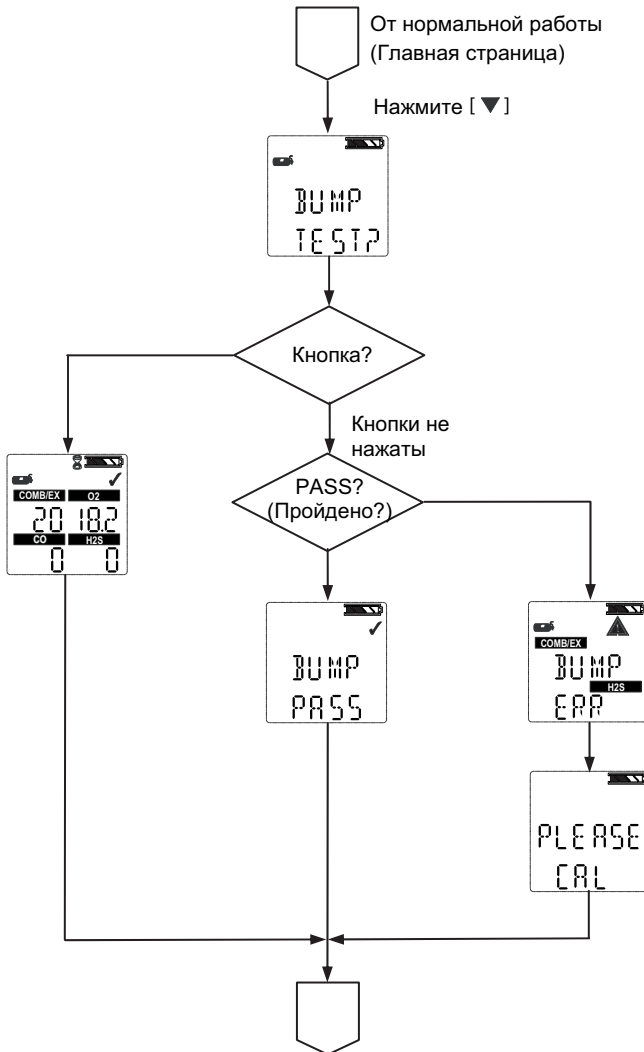 От нормальной работы
(Главная страница)
Нажмите [ ▼ ]
BUMP
TEST?
Кнопка?
Кнопки не
нажаты
COMB/EX O2
20 18.2
CO H2S
0 0
PASS?
(Пройдено?)
BUMP
PASS
COMB/EX
BUMP
H2S
ERR
PLEASE
CAL